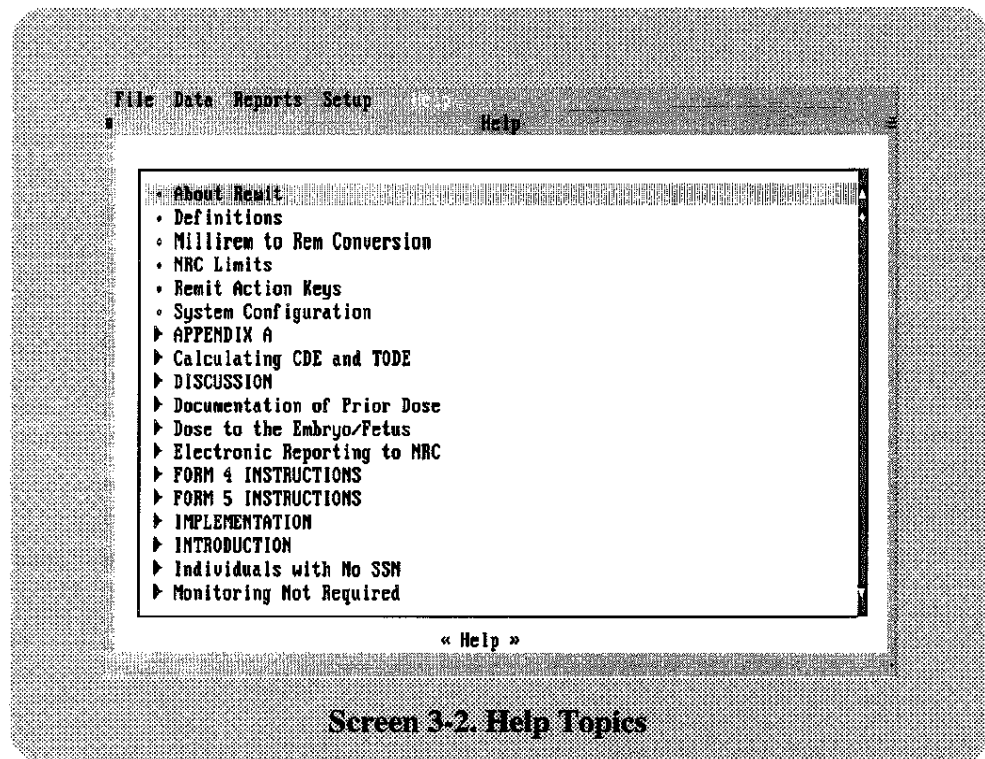 File Data Reports Setup Help
Help
• About Remit
• Definitions
• Millirem to Rem Conversion
• NRC Limits
• Remit Action Keys
• System Configuration
▶ APPENDIX A
▶ Calculating CDE and TODE
▶ DISCUSSION
▶ Documentation of Prior Dose
▶ Dose to the Embryo/Fetus
▶ Electronic Reporting to NRC
▶ FORM 4 INSTRUCTIONS
▶ FORM 5 INSTRUCTIONS
▶ IMPLEMENTATION
▶ INTRODUCTION
▶ Individuals with No SSN
▶ Monitoring Not Required
« Help »
Screen 3-2. Help Topics